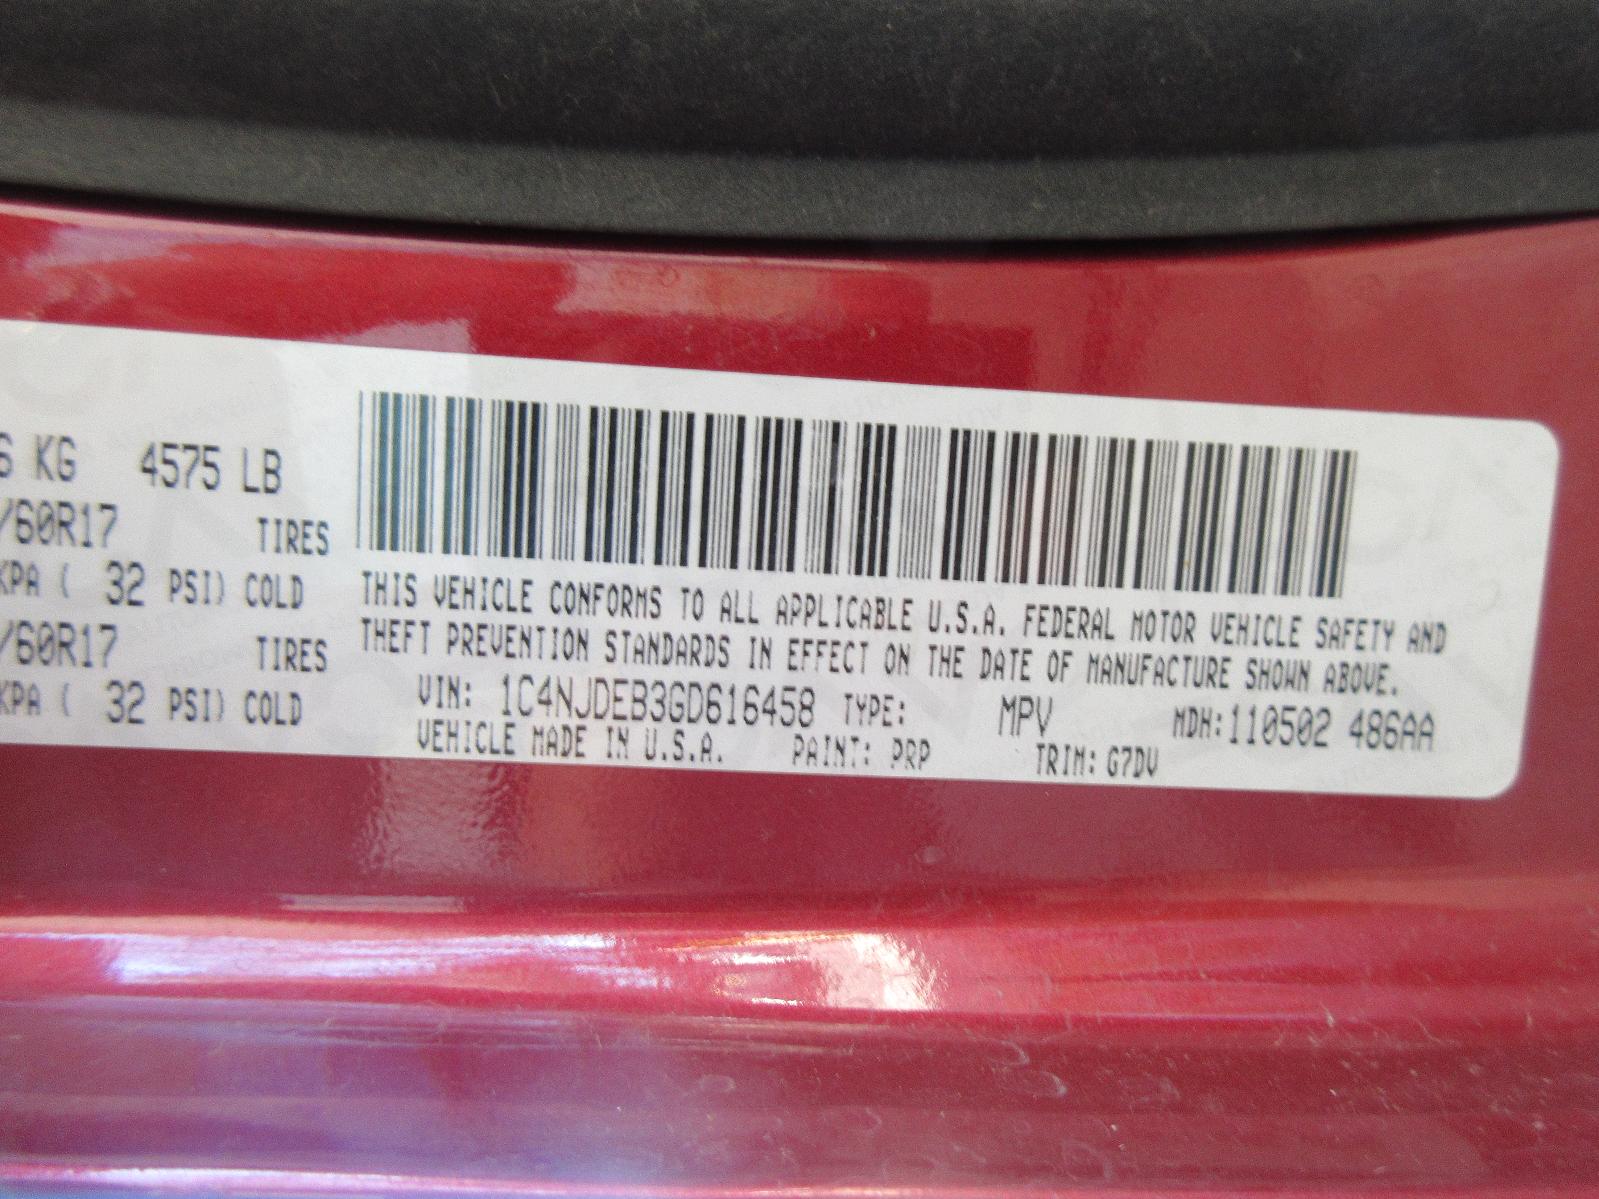 KG 4575 LB
/60R17 TIRES
KPA ( 32 PSI) COLD
/60R17 TIRES
KPA ( 32 PSI) COLD
THIS VEHICLE CONFORMS TO ALL APPLICABLE U.S.A. FEDERAL MOTOR VEHICLE SAFETY AND
THEFT PREVENTION STANDARDS IN EFFECT ON THE DATE OF MANUFACTURE SHOWN ABOVE.
VIN: 1C4NJDEB3GD616458 TYPE: MPV MDH:110502 486AA
VEHICLE MADE IN U.S.A. PAINT: PRP TRIM: G7DV